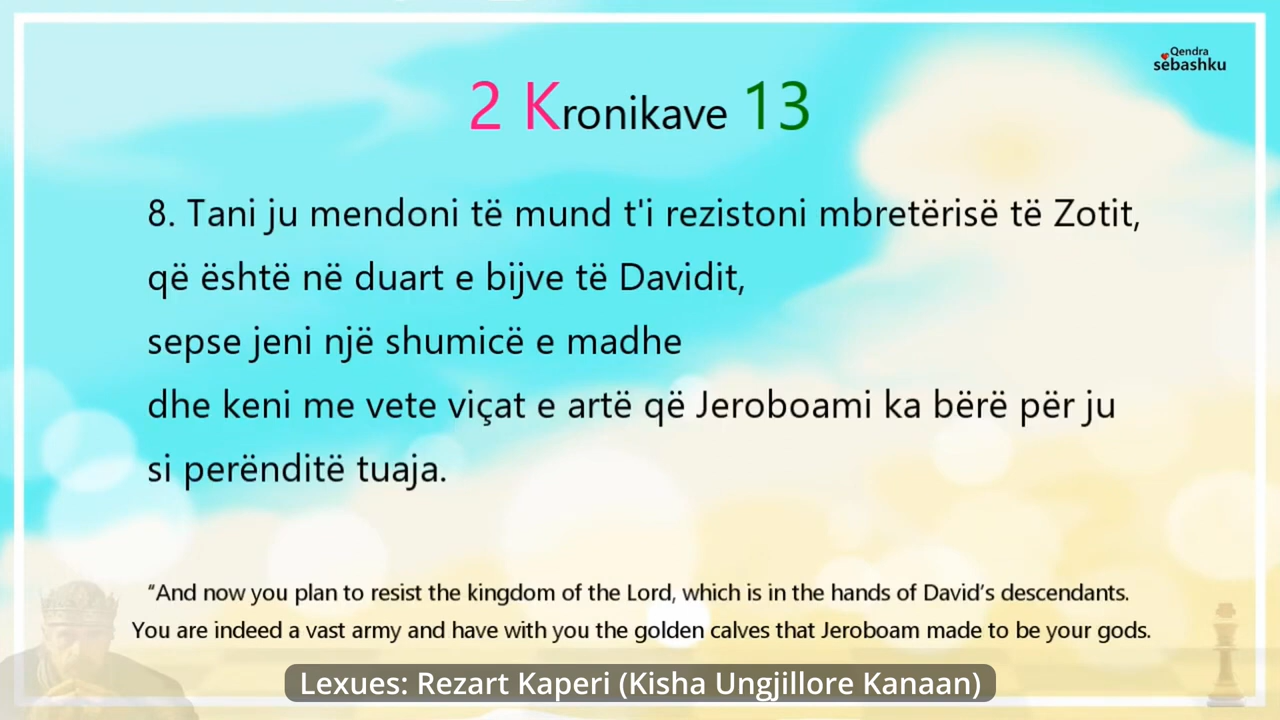 Qendra
sëbashku
2 Kronikave 13
8. Tani ju mendoni të mund t'i rezistoni mbretërisë të Zotit,
që është në duart e bijve të Davidit,
sepse jeni një shumicë e madhe
dhe keni me vete viçat e artë që Jeroboami ka bërë për ju
si perënditë tuaja.
“And now you plan to resist the kingdom of the Lord, which is in the hands of David’s descendants.
You are indeed a vast army and have with you the golden calves that Jeroboam made to be your gods.
Lexues: Rezart Kaperi (Kisha Ungjillore Kanaan)